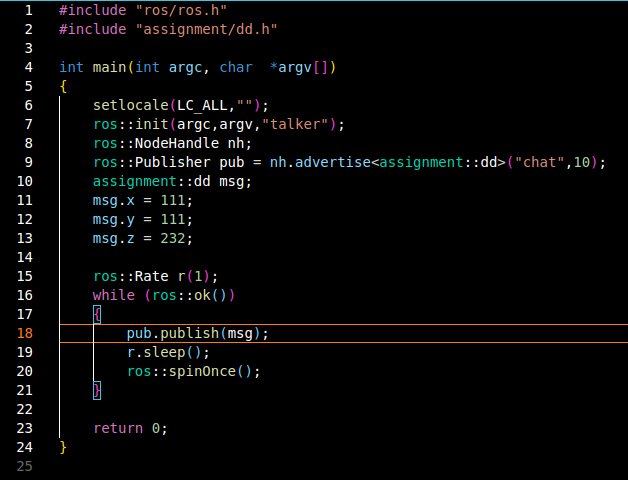 1 #include "ros/ros.h"
2 #include "assignment/dd.h"
3
4 int main(int argc, char  *argv[])
5 {
6     setlocale(LC_ALL,"");
7     ros::init(argc,argv,"talker");
8     ros::NodeHandle nh;
9     ros::Publisher pub = nh.advertise<assignment::dd>("chat",10);
10     assignment::dd msg;
11     msg.x = 111;
12     msg.y = 111;
13     msg.z = 232;
14
15     ros::Rate r(1);
16     while (ros::ok())
17     {
18         pub.publish(msg);
19         r.sleep();
20         ros::spinOnce();
21     }
22
23     return 0;
24 }
25